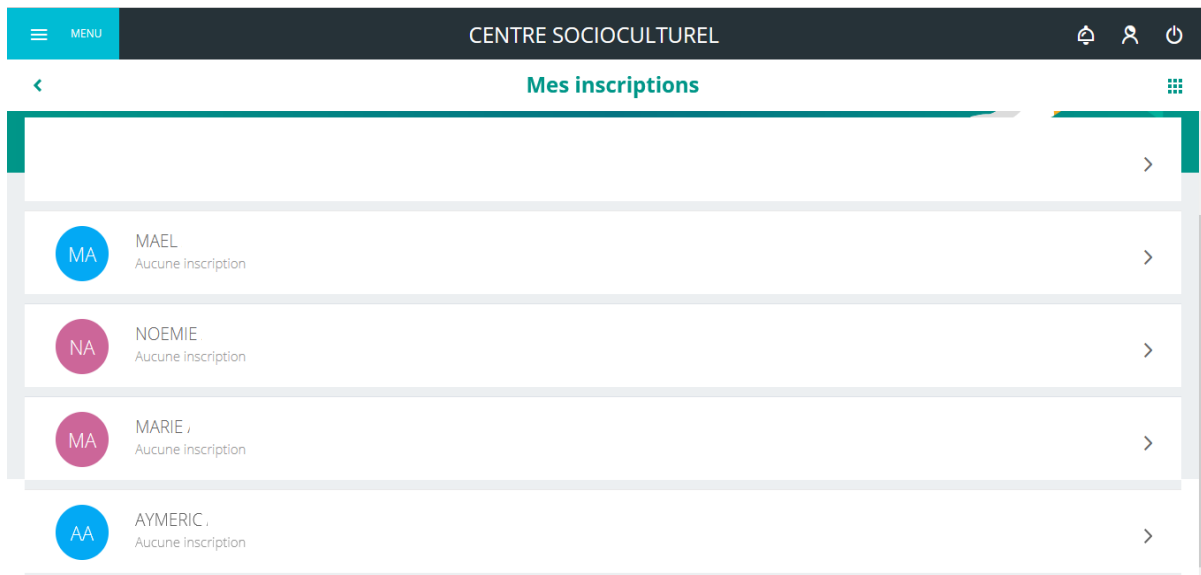 MENU
CENTRE SOCIOCULTUREL
Mes inscriptions
MA
MAEL
Aucune inscription
NA
NOEMIE
Aucune inscription
MA
MARIE
Aucune inscription
AA
AYMERIC
Aucune inscription